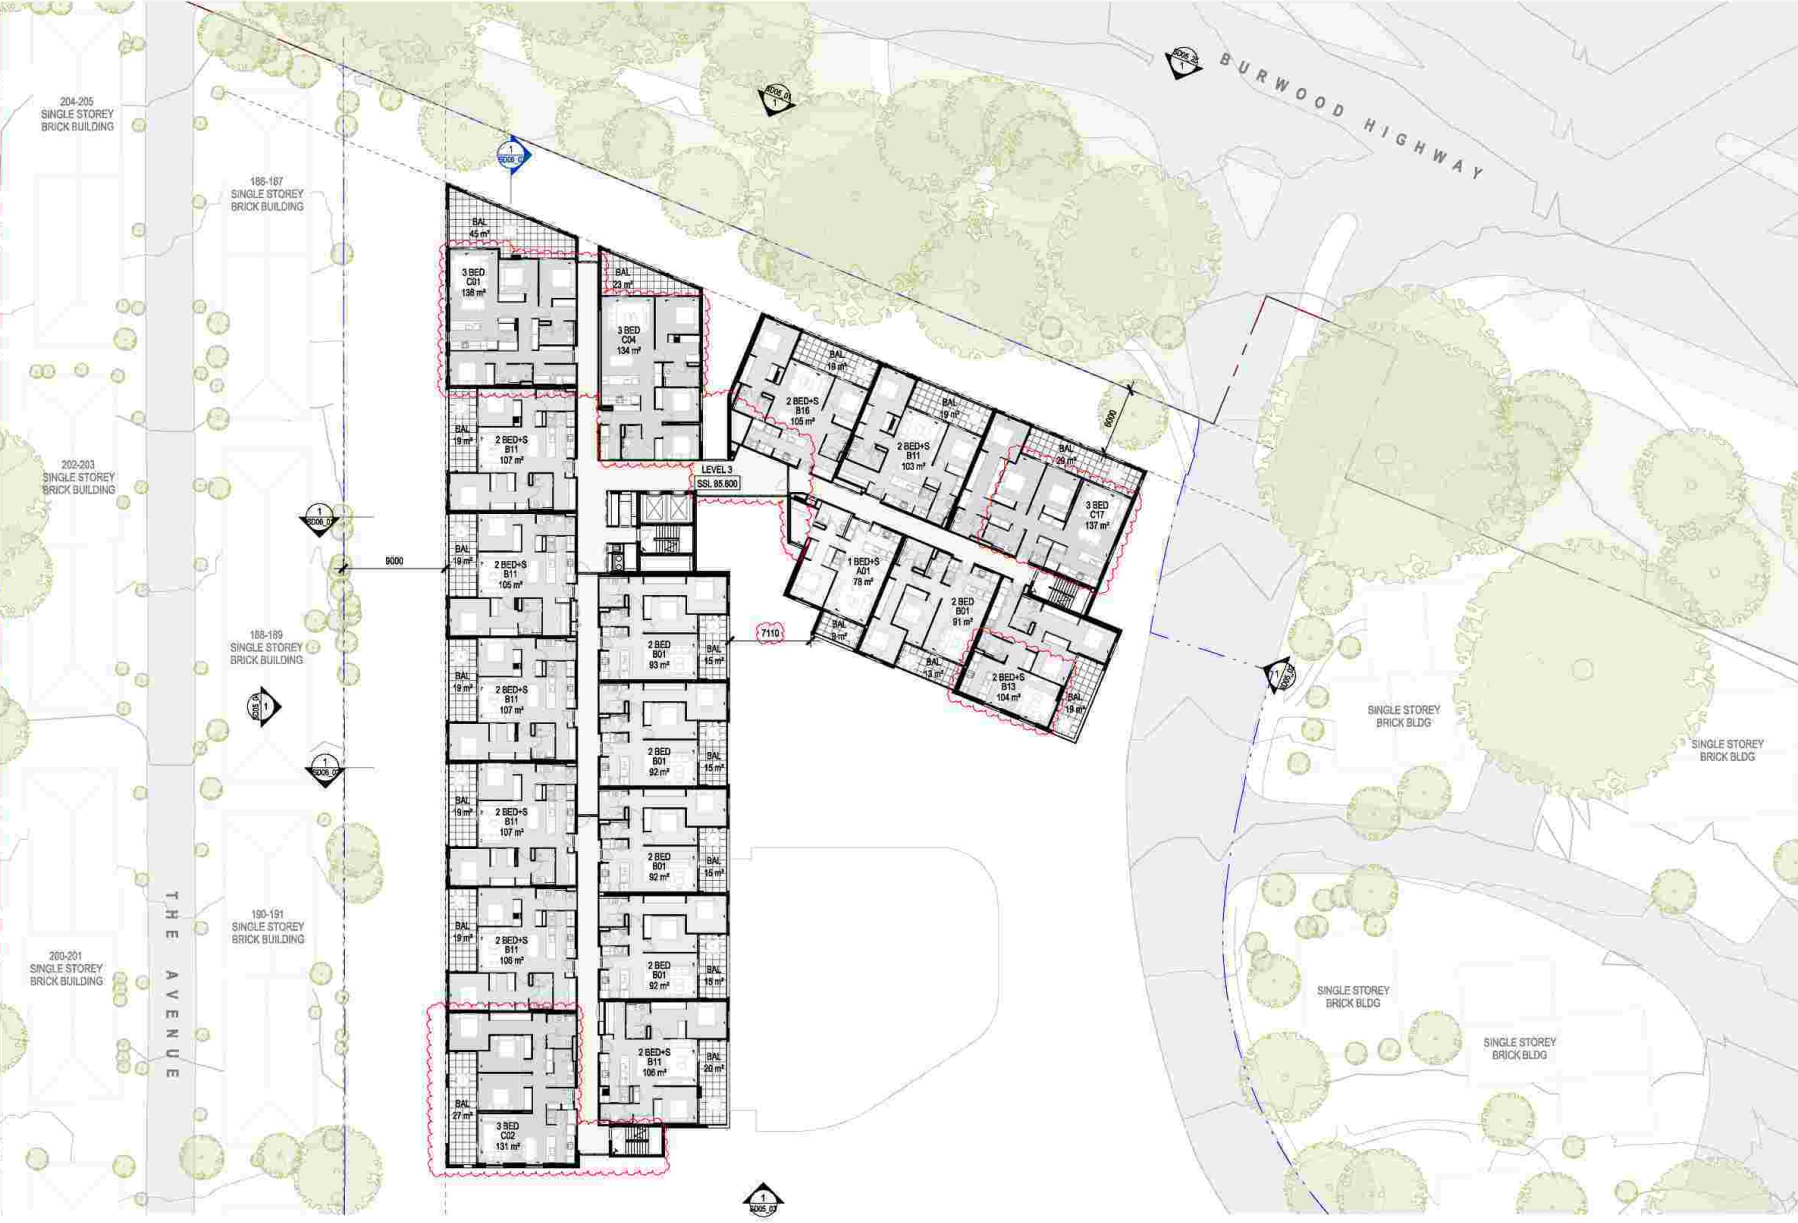 204-205
SINGLE STOREY
BRICK BUILDING
186-187
SINGLE STOREY
BRICK BUILDING
202-203
SINGLE STOREY
BRICK BUILDING
188-189
SINGLE STOREY
BRICK BUILDING
190-191
SINGLE STOREY
BRICK BUILDING
200-201
SINGLE STOREY
BRICK BUILDING
THE AVENUE
BURWOOD HIGHWAY
1
1
1
1
1
1
1
1
SD05_03
9000
7110
6000
LEVEL 3
SSL 85.800
BAL
45 m²
3 BED
C01
138 m²
BAL
23 m²
3 BED
C04
134 m²
BAL
19 m²
2 BED+S
B11
107 m²
BAL
19 m²
2 BED+S
B11
105 m²
BAL
19 m²
2 BED+S
B11
107 m²
BAL
19 m²
2 BED+S
B11
107 m²
BAL
19 m²
2 BED+S
B11
106 m²
BAL
27 m²
3 BED
C02
131 m²
2 BED
B01
93 m²
BAL
15 m²
2 BED
B01
92 m²
BAL
15 m²
2 BED
B01
92 m²
BAL
15 m²
2 BED
B01
92 m²
BAL
15 m²
2 BED+S
B11
106 m²
BAL
20 m²
BAL
18 m²
2 BED+S
B16
105 m²
BAL
19 m²
2 BED+S
B11
103 m²
BAL
29 m²
3 BED
C17
137 m²
1 BED+S
A01
78 m²
BAL
9 m²
2 BED
B01
91 m²
BAL
13 m²
2 BED+S
B13
104 m²
BAL
19 m²
SINGLE STOREY
BRICK BLDG
SINGLE STOREY
BRICK BLDG
SINGLE STOREY
BRICK BLDG
SINGLE STOREY
BRICK BLDG